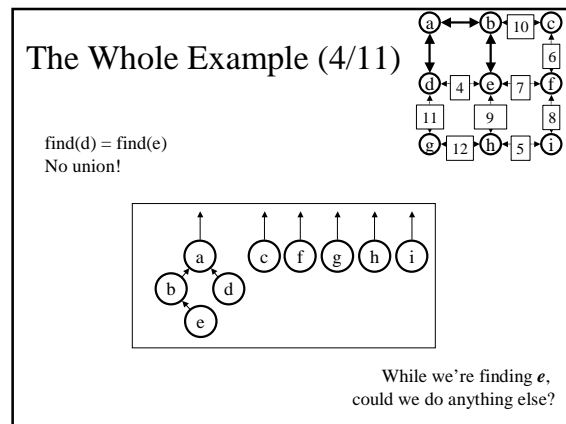 The Whole Example (4/11)
a b 10 c
6
d 4 e 7 f
11 9 8
g 12 h 5 i
find(d) = find(e)
No union!
a c f g h i
b d
e
While we're finding e,
could we do anything else?